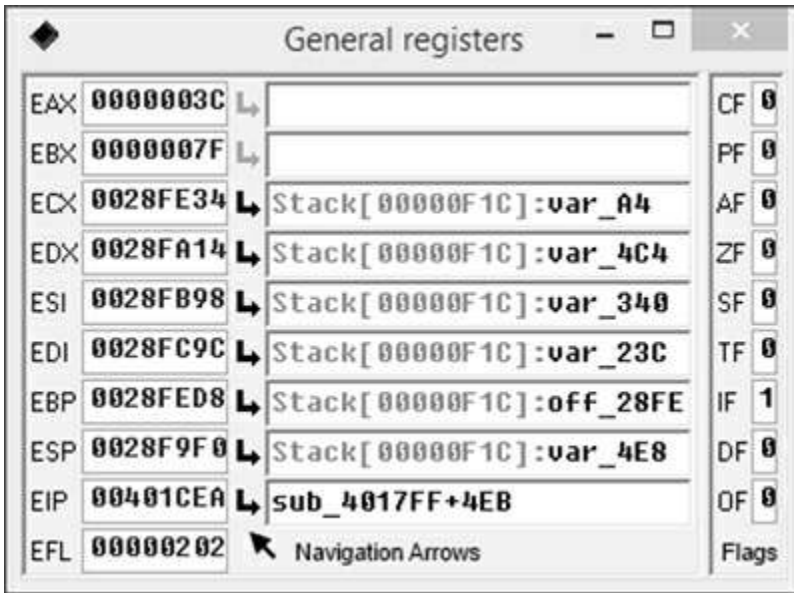 General registers
EAX 0000003C CF 0
EBX 0000007F PF 0
ECX 0028FE34 Stack[00000F1C]:var_A4 AF 0
EDX 0028FA14 Stack[00000F1C]:var_4C4 ZF 0
ESI 0028FB98 Stack[00000F1C]:var_340 SF 0
EDI 0028FC9C Stack[00000F1C]:var_23C TF 0
EBP 0028FED8 Stack[00000F1C]:off_28FE IF 1
ESP 0028F9F0 Stack[00000F1C]:var_4E8 DF 0
EIP 00401CEA sub_4017FF+4EB OF 0
EFL 00000202 Navigation Arrows Flags